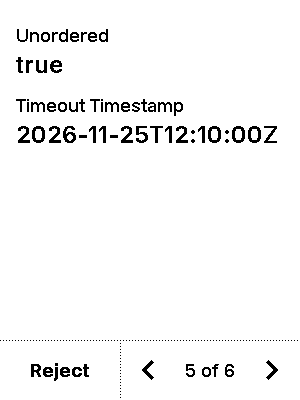 Unordered
true
Timeout Timestamp
2026-11-25T12:10:00Z
Reject
5 of 6